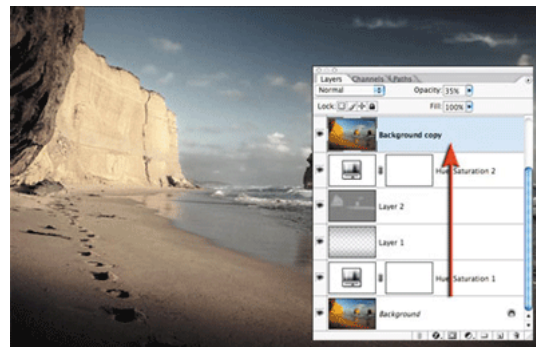 Layers Channels Paths
Normal Opacity: 35%
Lock: Fill: 100%
Background copy
Hue/Saturation 2
Layer 2
Layer 1
Hue/Saturation 1
Background